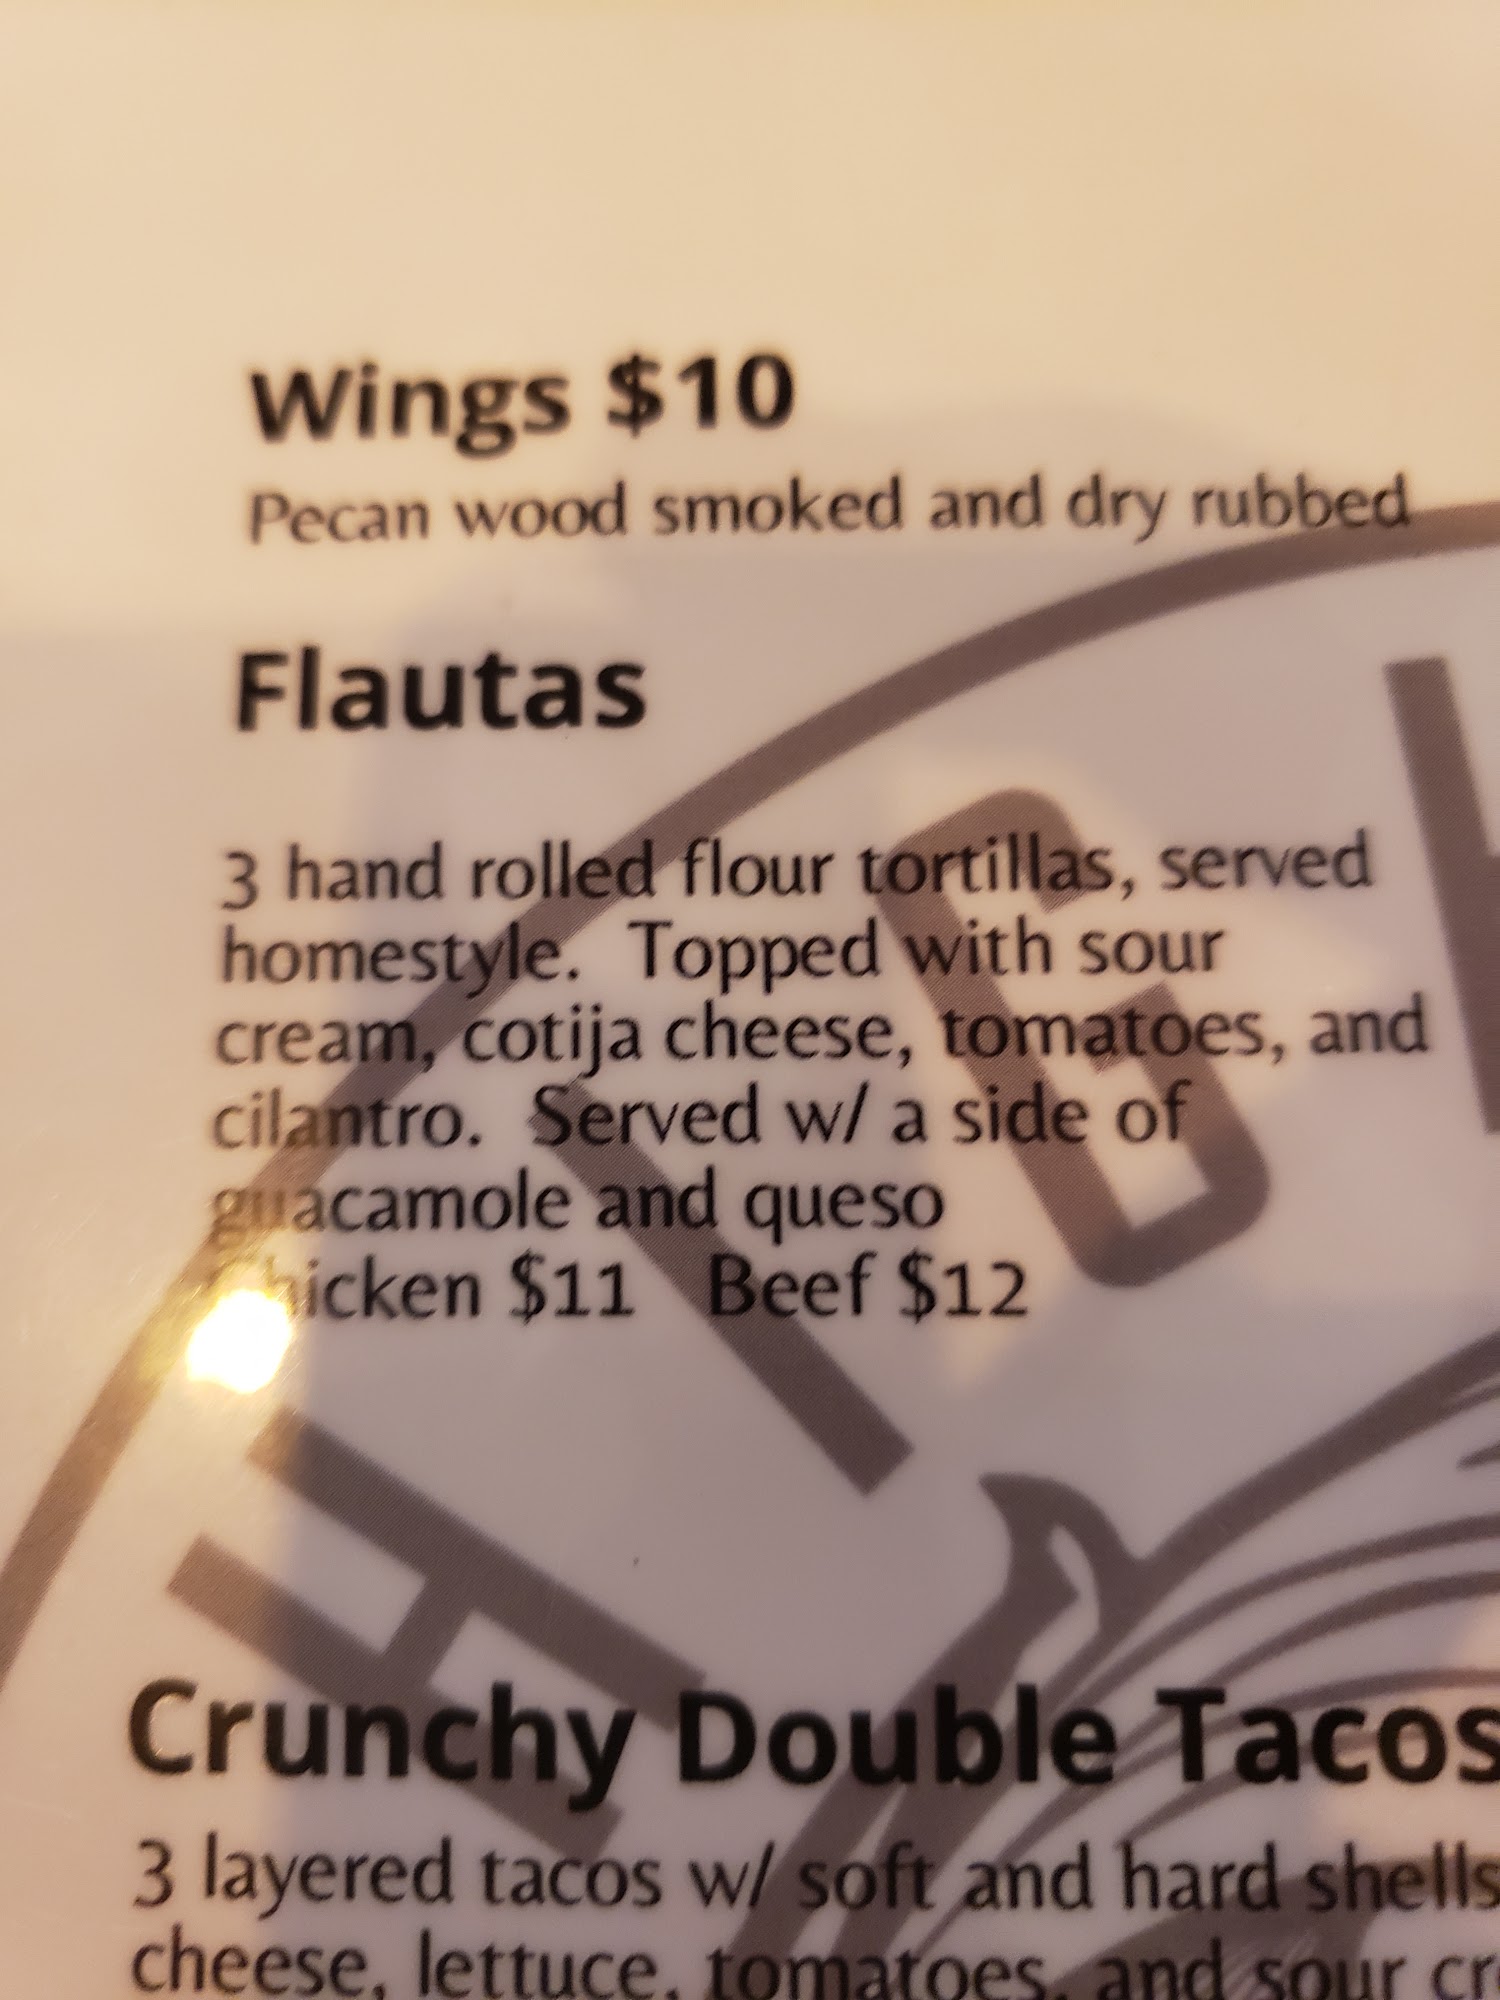 Wings $10
Pecan wood smoked and dry rubbed
Flautas
3 hand rolled flour tortillas, served
homestyle. Topped with sour
cream, cotija cheese, tomatoes, and
cilantro. Served w/ a side of
guacamole and queso
Chicken $11 Beef $12
HIGH
Crunchy Double Tacos
3 layered tacos w/ soft and hard shells
cheese, lettuce, tomatoes, and sour